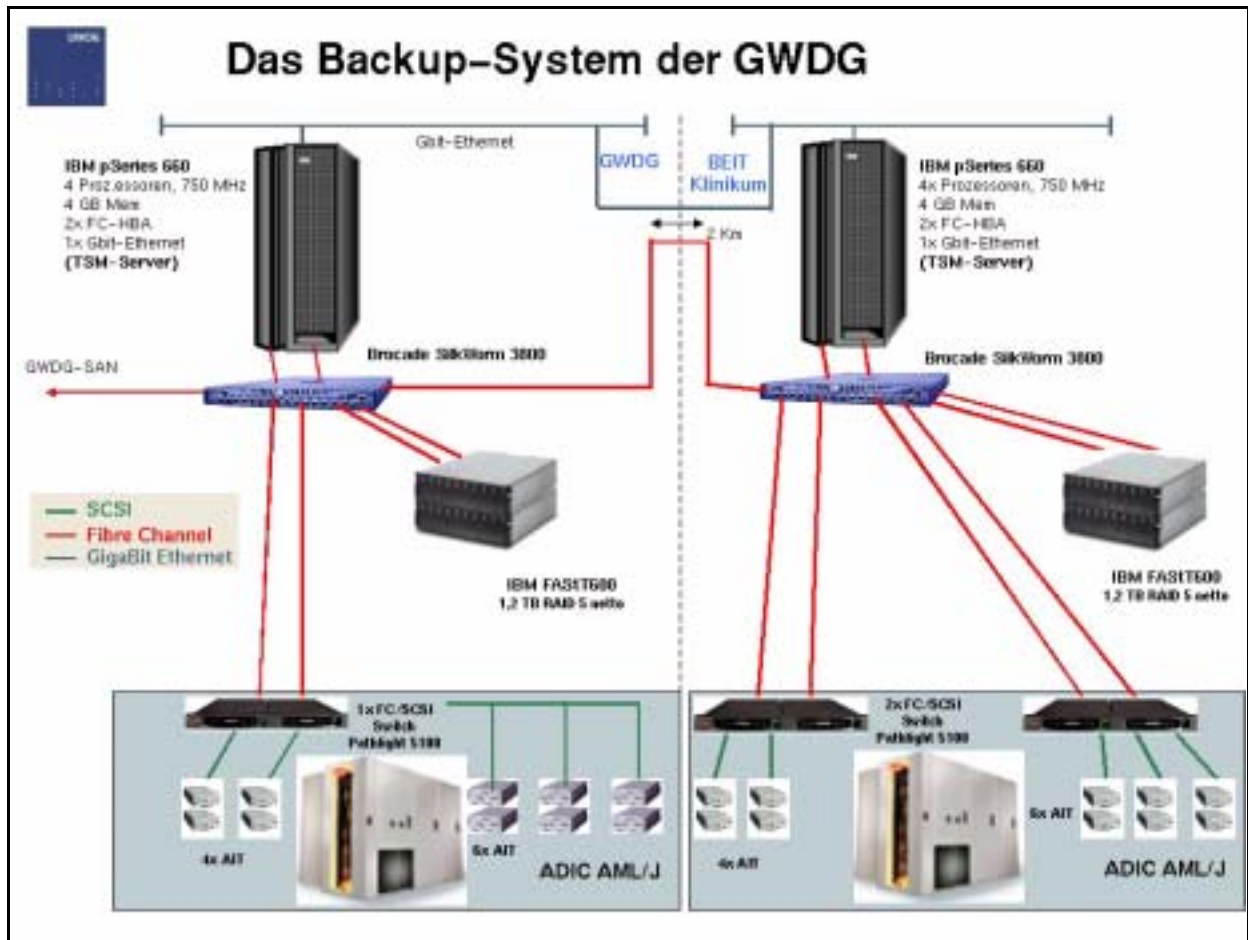 GWDG
Das Backup-System der GWDG
Gbit-Ethernet
GWDG
BEIT
Klinikum
2 Km
IBM pSeries 660
4 Prozessoren, 750 MHz
4 GB Mem
2x FC-HBA
1x Gbit-Ethernet
(TSM-Server)
IBM pSeries 660
4x Prozessoren, 750 MHz
4 GB Mem
2x FC-HBA
1x Gbit-Ethernet
(TSM-Server)
Brocade SilkWorm 3800
Brocade SilkWorm 3800
GWDG-SAN
SCSI
Fibre Channel
GigaBit Ethernet
IBM FAStT600
1,2 TB RAID 5 netto
IBM FAStT600
1,2 TB RAID 5 netto
1x FC/SCSI
Switch
Pathlight 5100
4x AIT
6x AIT
ADIC AML/J
2x FC/SCSI
Switch
Pathlight 5100
4x AIT
6x AIT
ADIC AML/J